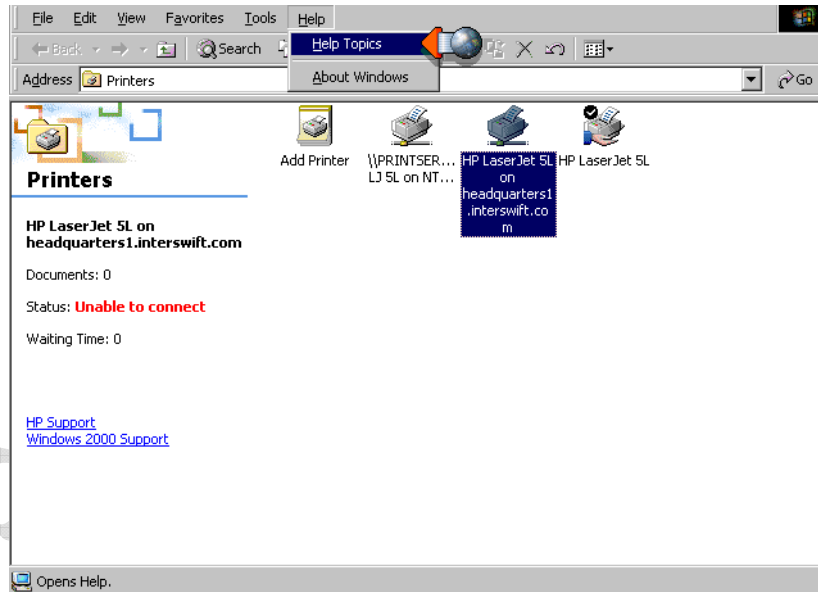 File Edit View Favorites Tools Help
Back Search
Help Topics
About Windows
Address Printers Go
Add Printer
\\PRINTSER...
LJ 5L on NT...
HP LaserJet 5L
on
headquarters1
.interswift.co
m
HP LaserJet 5L
Printers
HP LaserJet 5L on
headquarters1.interswift.com
Documents: 0
Status: Unable to connect
Waiting Time: 0
HP Support
Windows 2000 Support
Opens Help.